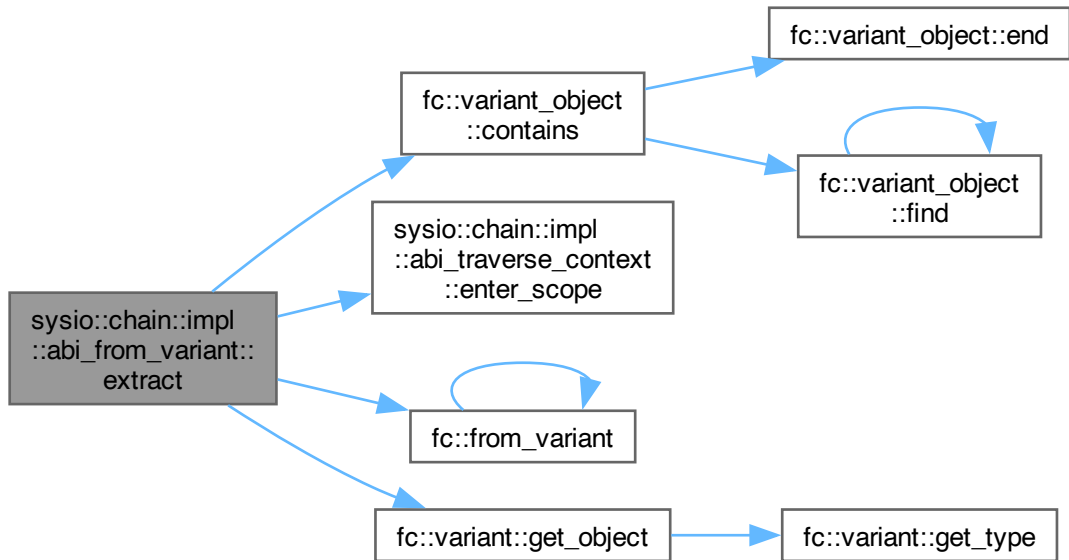 fc::variant_object::end
fc::variant_object
::contains
fc::variant_object
::find
sysio::chain::impl
::abi_traverse_context
::enter_scope
sysio::chain::impl
::abi_from_variant::
extract
fc::from_variant
fc::variant::get_object
fc::variant::get_type